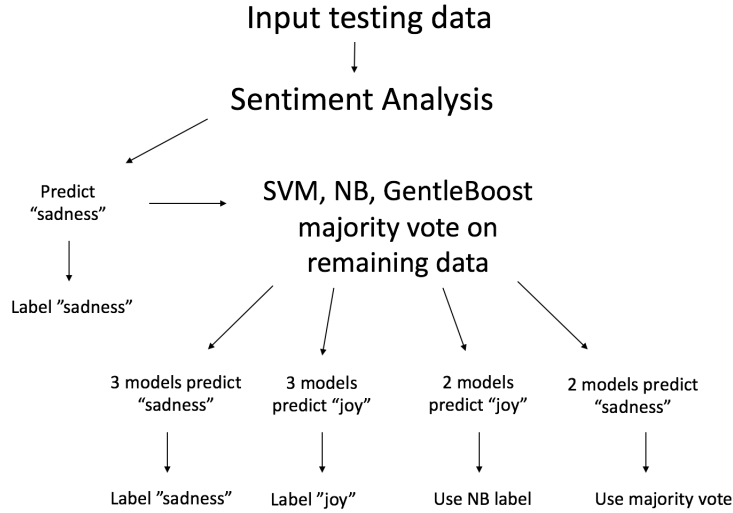 Input testing data
Sentiment Analysis
Predict
“sadness”
SVM, NB, GentleBoost
majority vote on
remaining data
Label ”sadness”
3 models predict
“sadness”
3 models
predict “joy”
2 models
predict “joy”
2 models predict
“sadness”
Label ”sadness”
Label ”joy”
Use NB label
Use majority vote